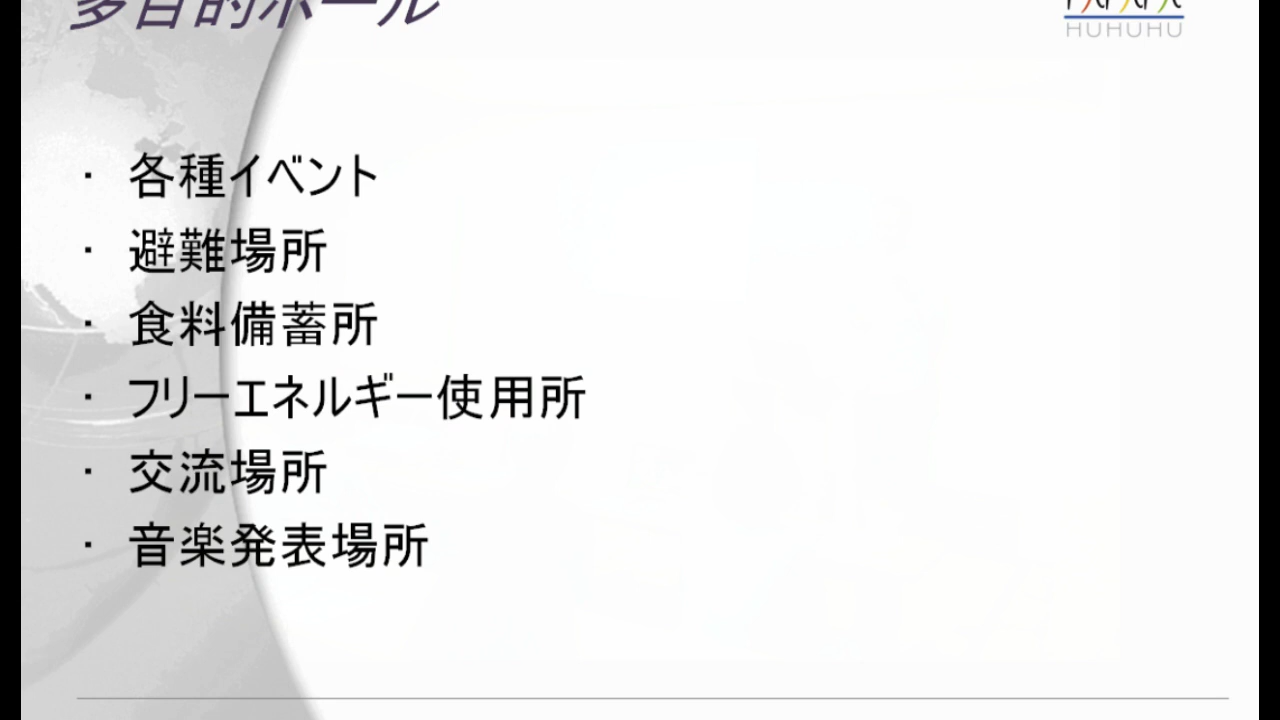 多目的ホール
HUHUHU
・ 各種イベント
・ 避難場所
・ 食料備蓄所
・ フリーエネルギー使用所
・ 交流場所
・ 音楽発表場所